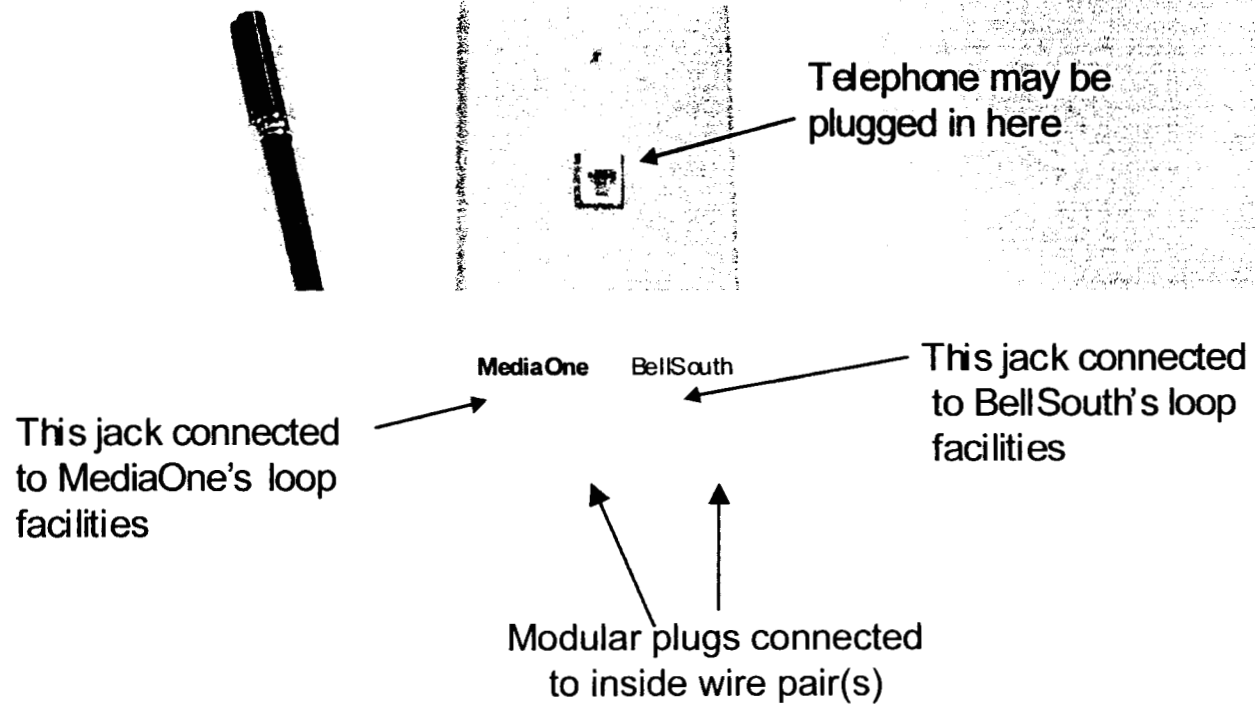 Telephone may be
plugged in here
MediaOne BellSouth
This jack connected
to BellSouth's loop
facilities
This jack connected
to MediaOne's loop
facilities
Modular plugs connected
to inside wire pair(s)